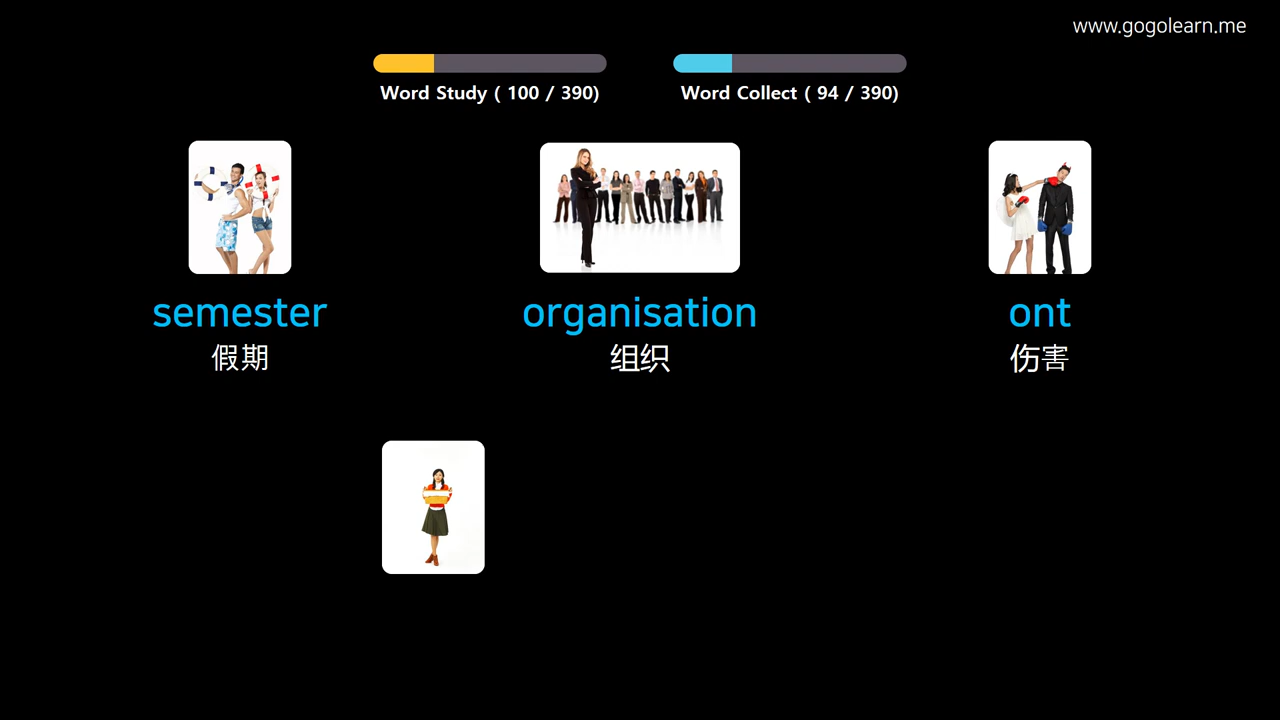 www.gogolearn.me
Word Study ( 100 / 390)
Word Collect ( 94 / 390)
semester
organisation
ont
假期
组织
伤害